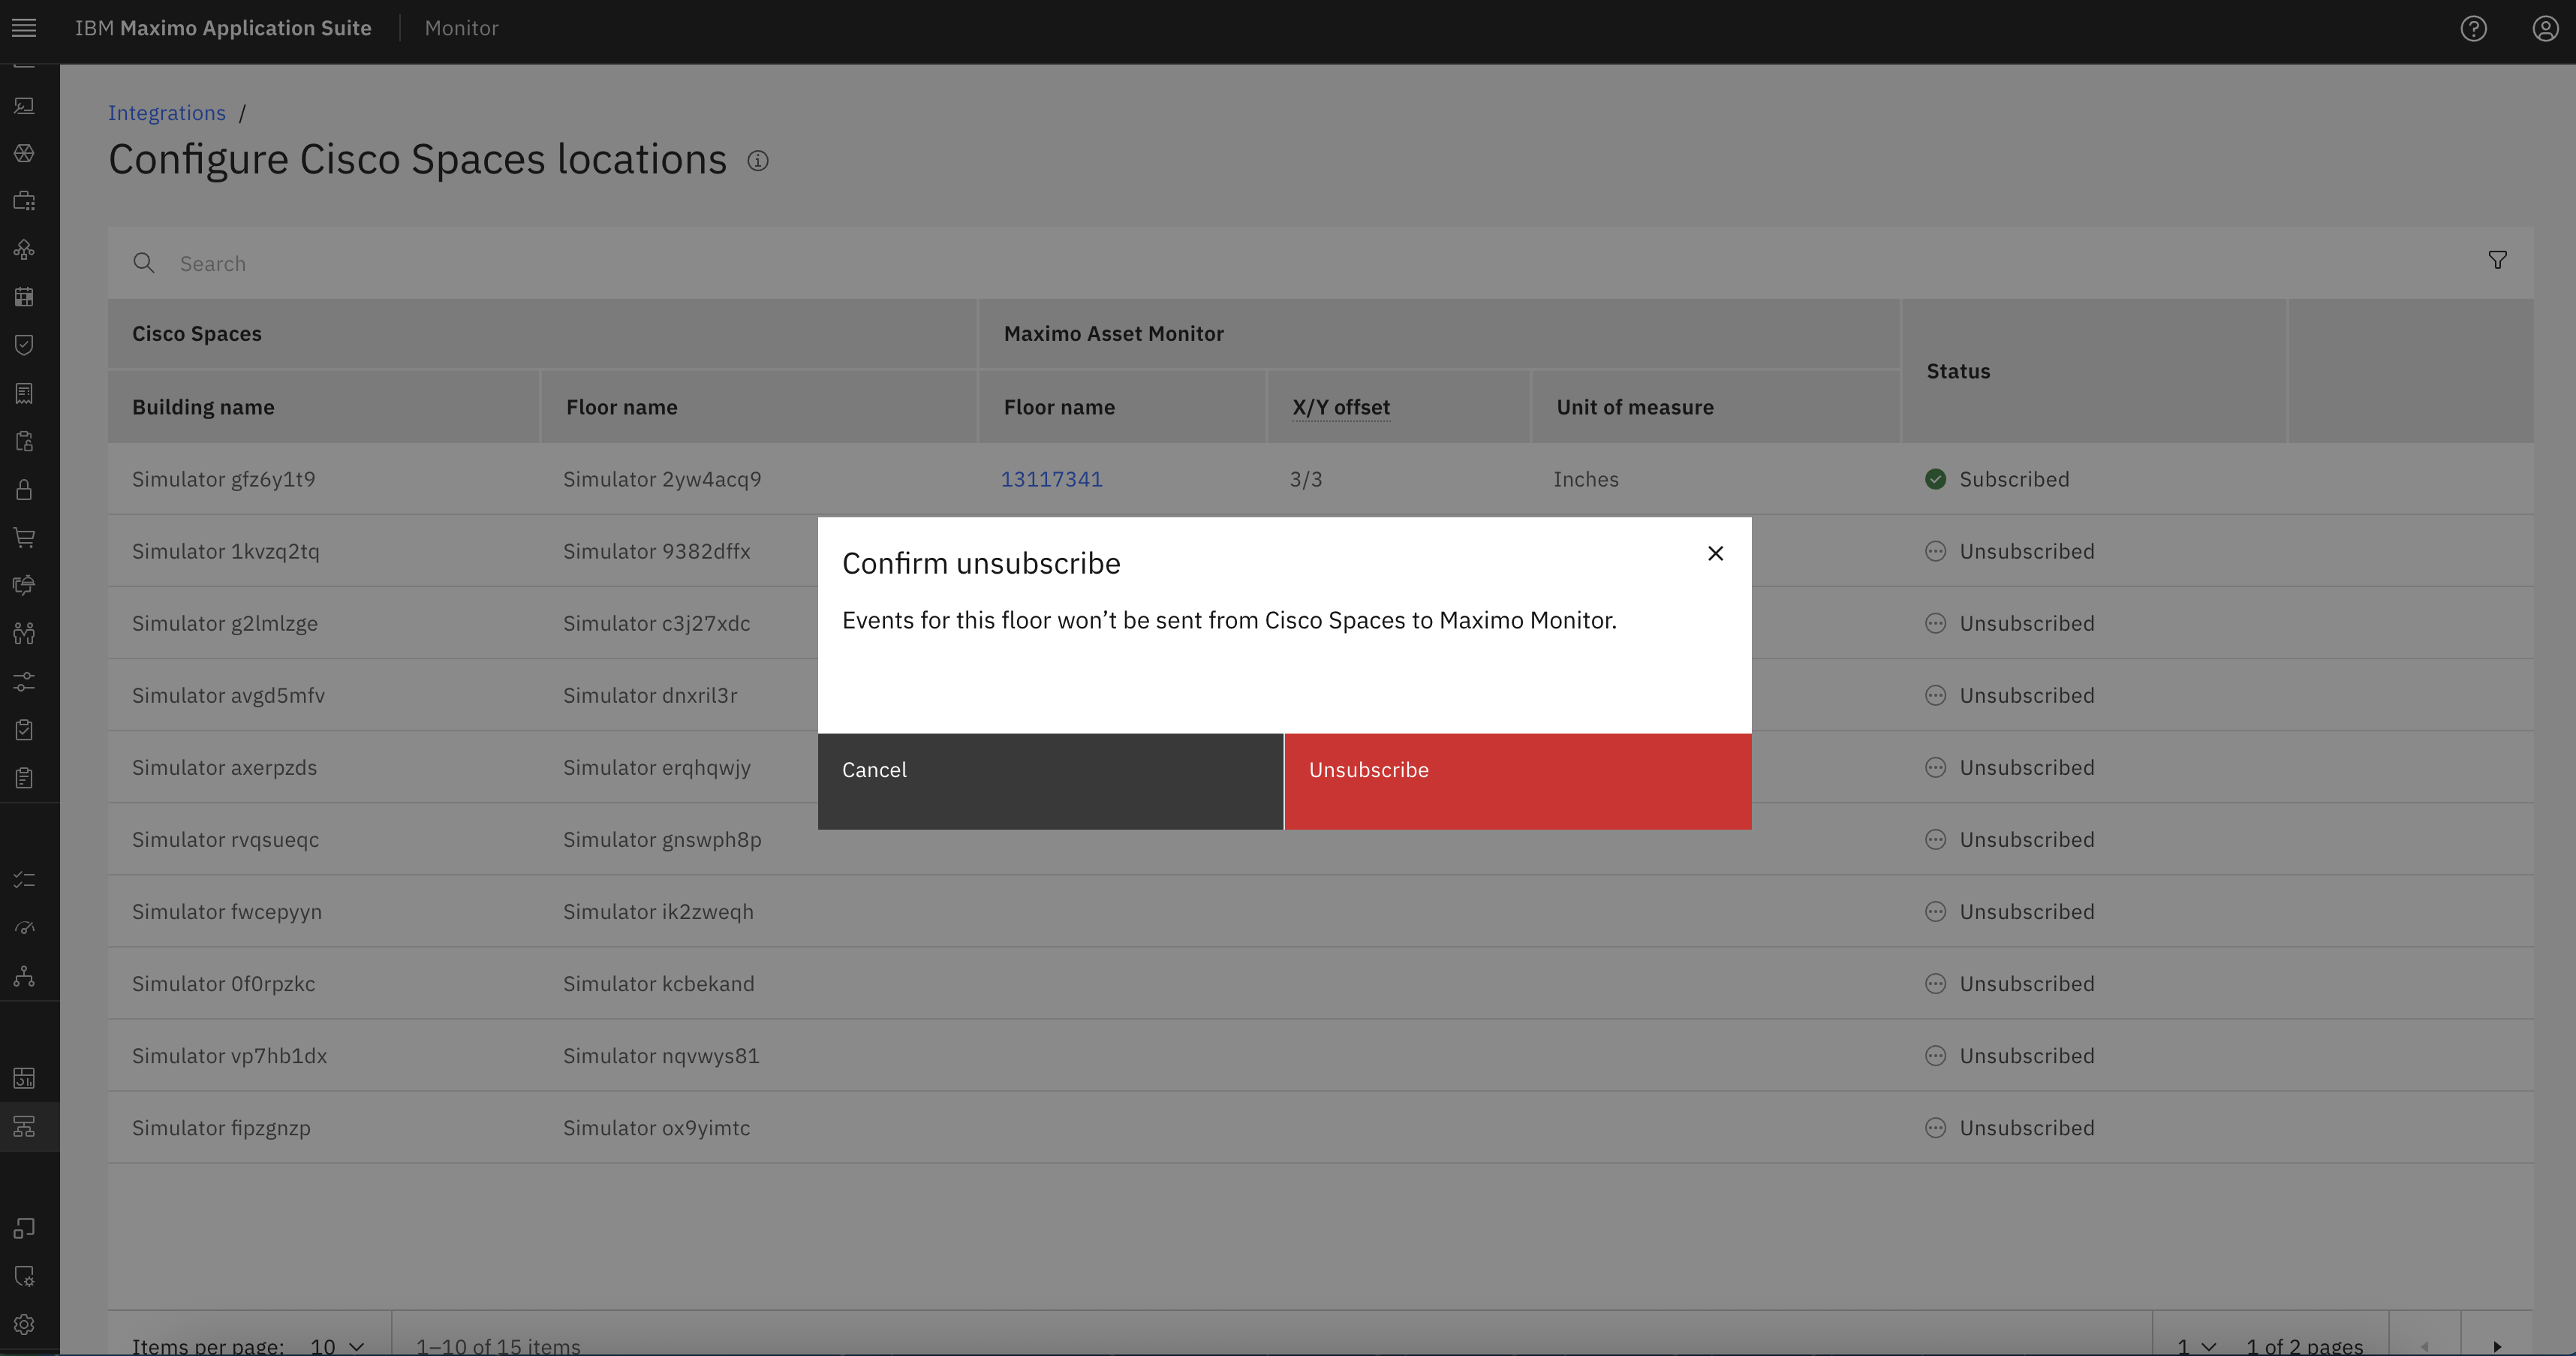 IBM Maximo Application Suite Monitor
Integrations /
Configure Cisco Spaces locations
Search
Cisco Spaces Maximo Asset Monitor Status
Building name Floor name Floor name X/Y offset Unit of measure
Simulator gfz6y1t9 Simulator 2yw4acq9 13117341 3/3 Inches Subscribed
Simulator 1kvzq2tq Simulator 9382dffx Unsubscribed
Simulator g2lmlzge Simulator c3j27xdc Unsubscribed
Simulator avgd5mfv Simulator dnxril3r Unsubscribed
Simulator axerpzds Simulator erqhqwjy Unsubscribed
Simulator rvqsueqc Simulator gnswph8p Unsubscribed
Simulator fwcepyyn Simulator ik2zweqh Unsubscribed
Simulator 0f0rpzkc Simulator kcbekand Unsubscribed
Simulator vp7hb1dx Simulator nqvwys81 Unsubscribed
Simulator fipzgnzp Simulator ox9yimtc Unsubscribed
Confirm unsubscribe
Events for this floor won’t be sent from Cisco Spaces to Maximo Monitor.
Cancel Unsubscribe
Items per page: 10 1–10 of 15 items 1 1 of 2 pages